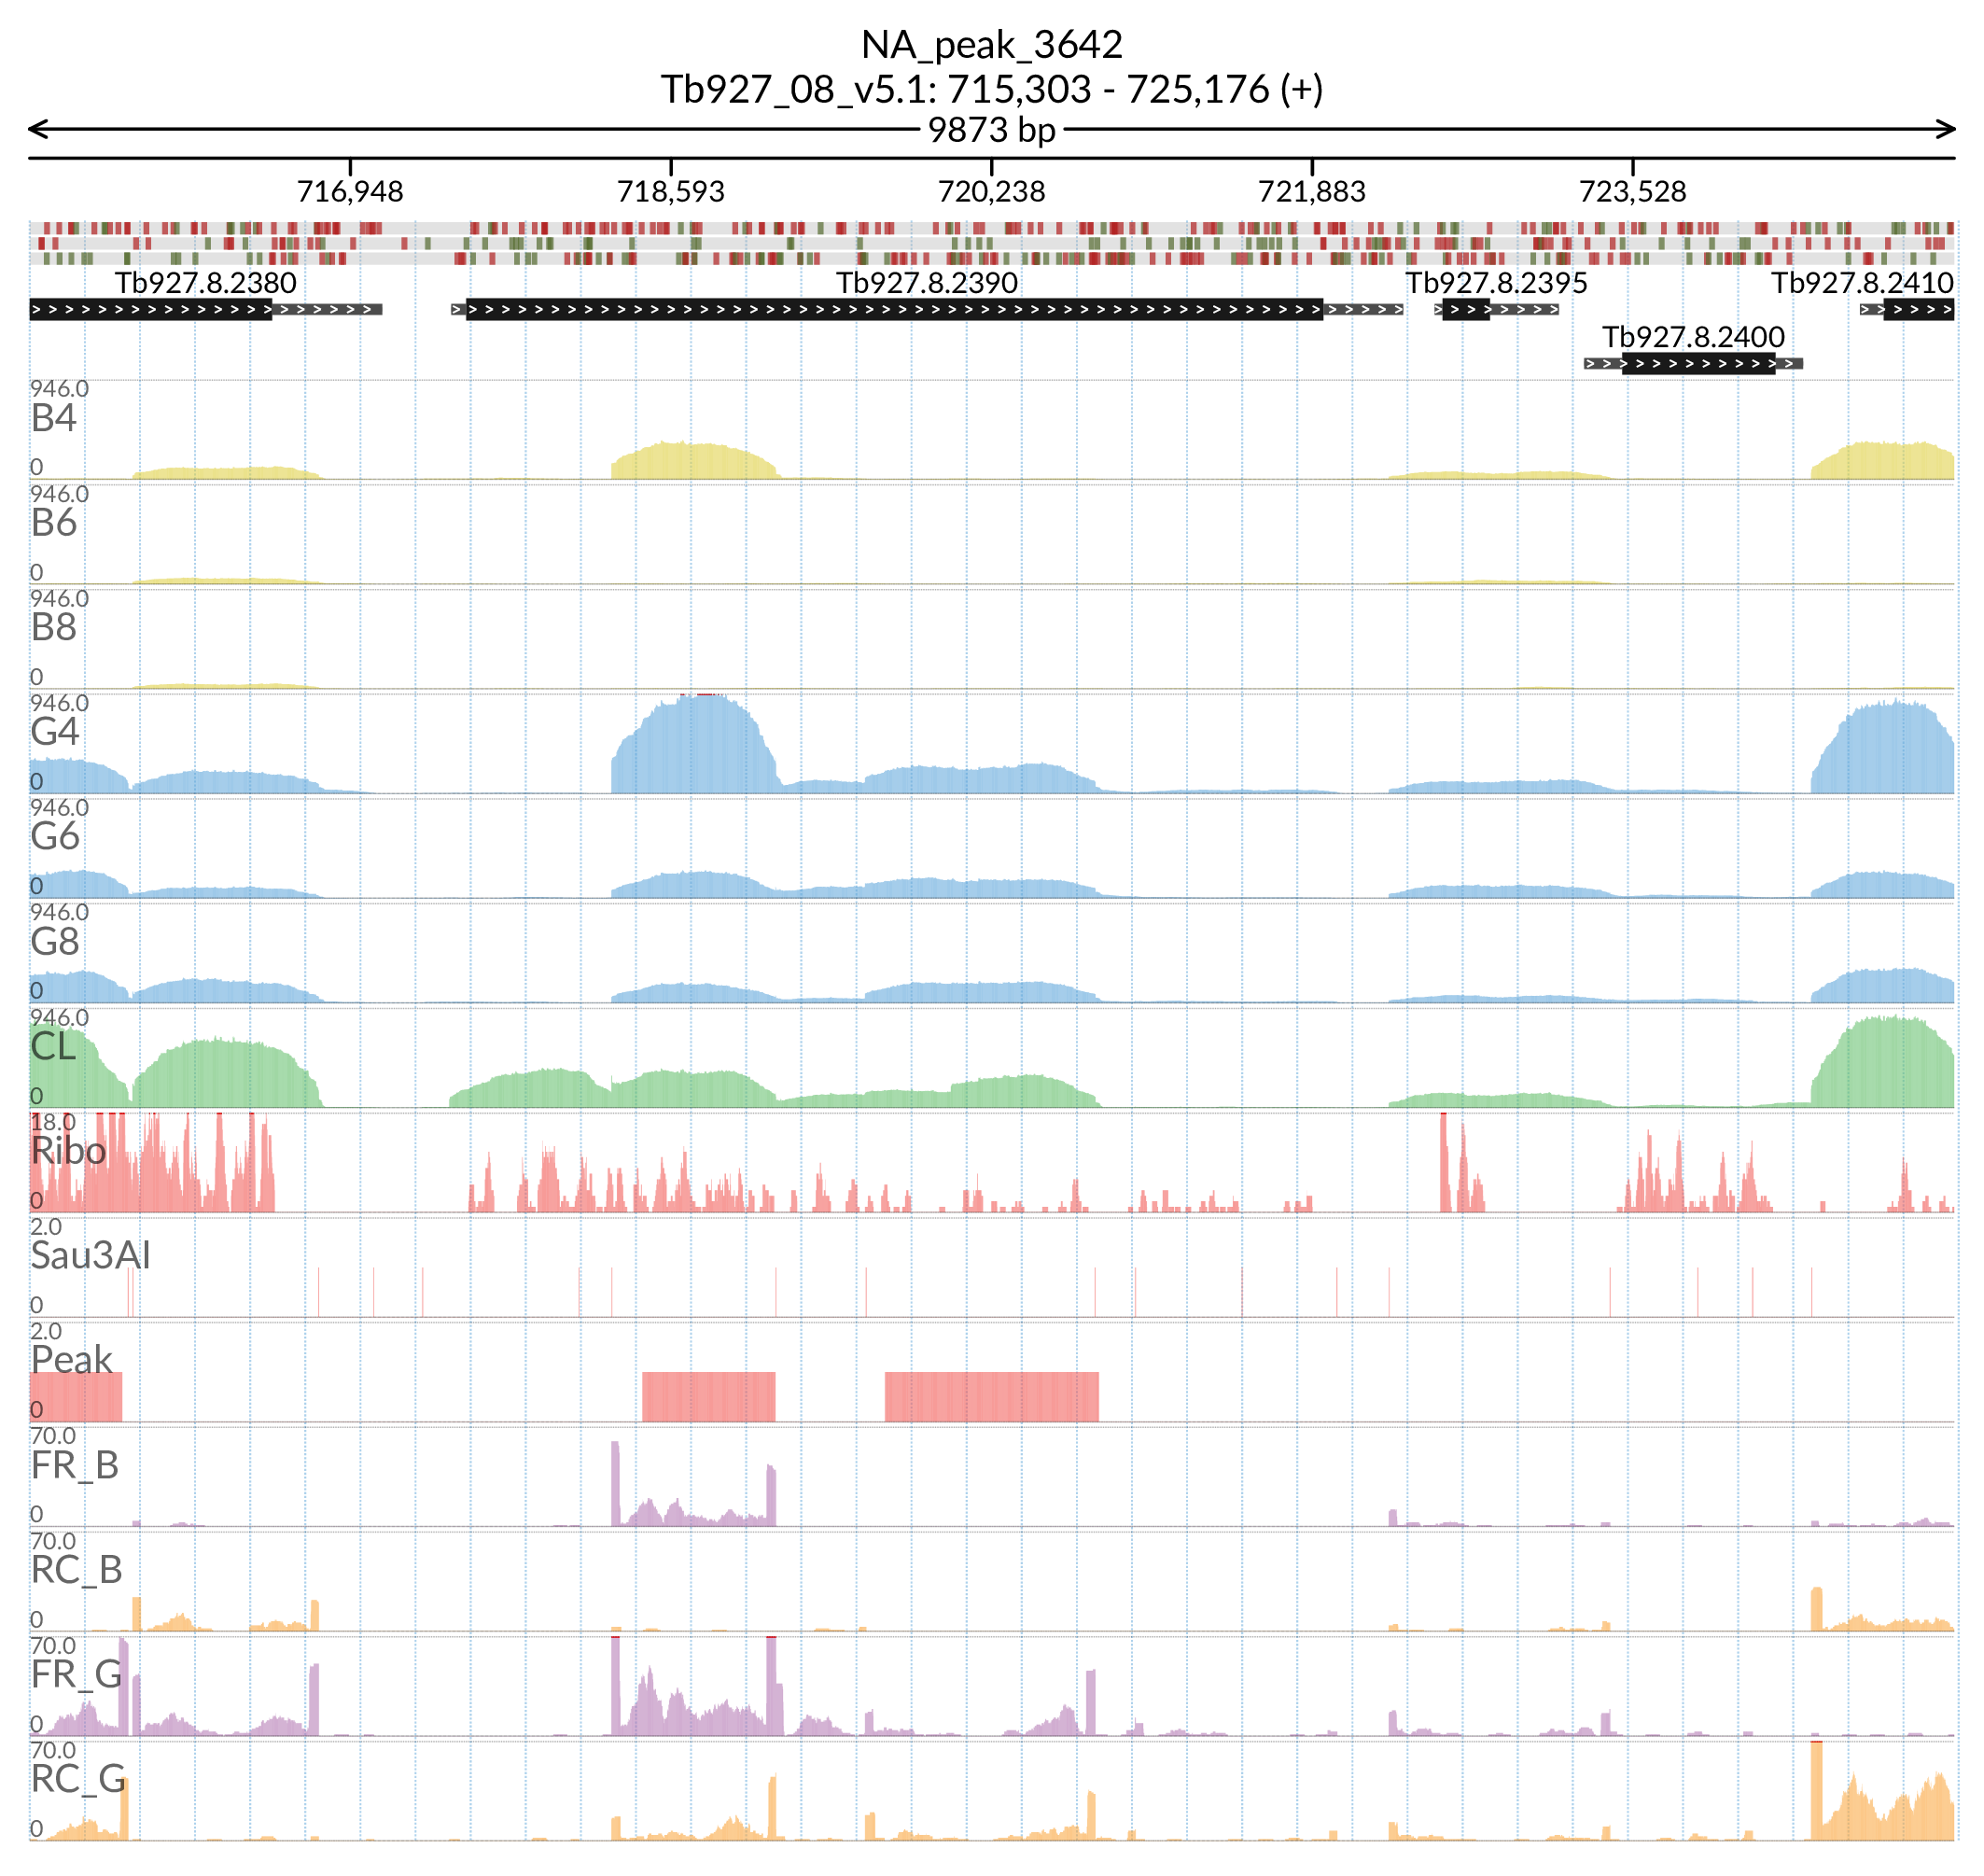 NA_peak_3642
Tb927_08_v5.1: 715,303 - 725,176 (+)
9873 bp
716,948 718,593 720,238 721,883 723,528
Tb927.8.2380 Tb927.8.2390 Tb927.8.2395 Tb927.8.2410
Tb927.8.2400
946.0
B4
0
946.0
B6
0
946.0
B8
0
946.0
G4
0
946.0
G6
0
946.0
G8
0
946.0
CL
0
18.0
Ribo
0
2.0
Sau3AI
0
2.0
Peak
0
70.0
FR_B
0
70.0
RC_B
0
70.0
FR_G
0
70.0
RC_G
0